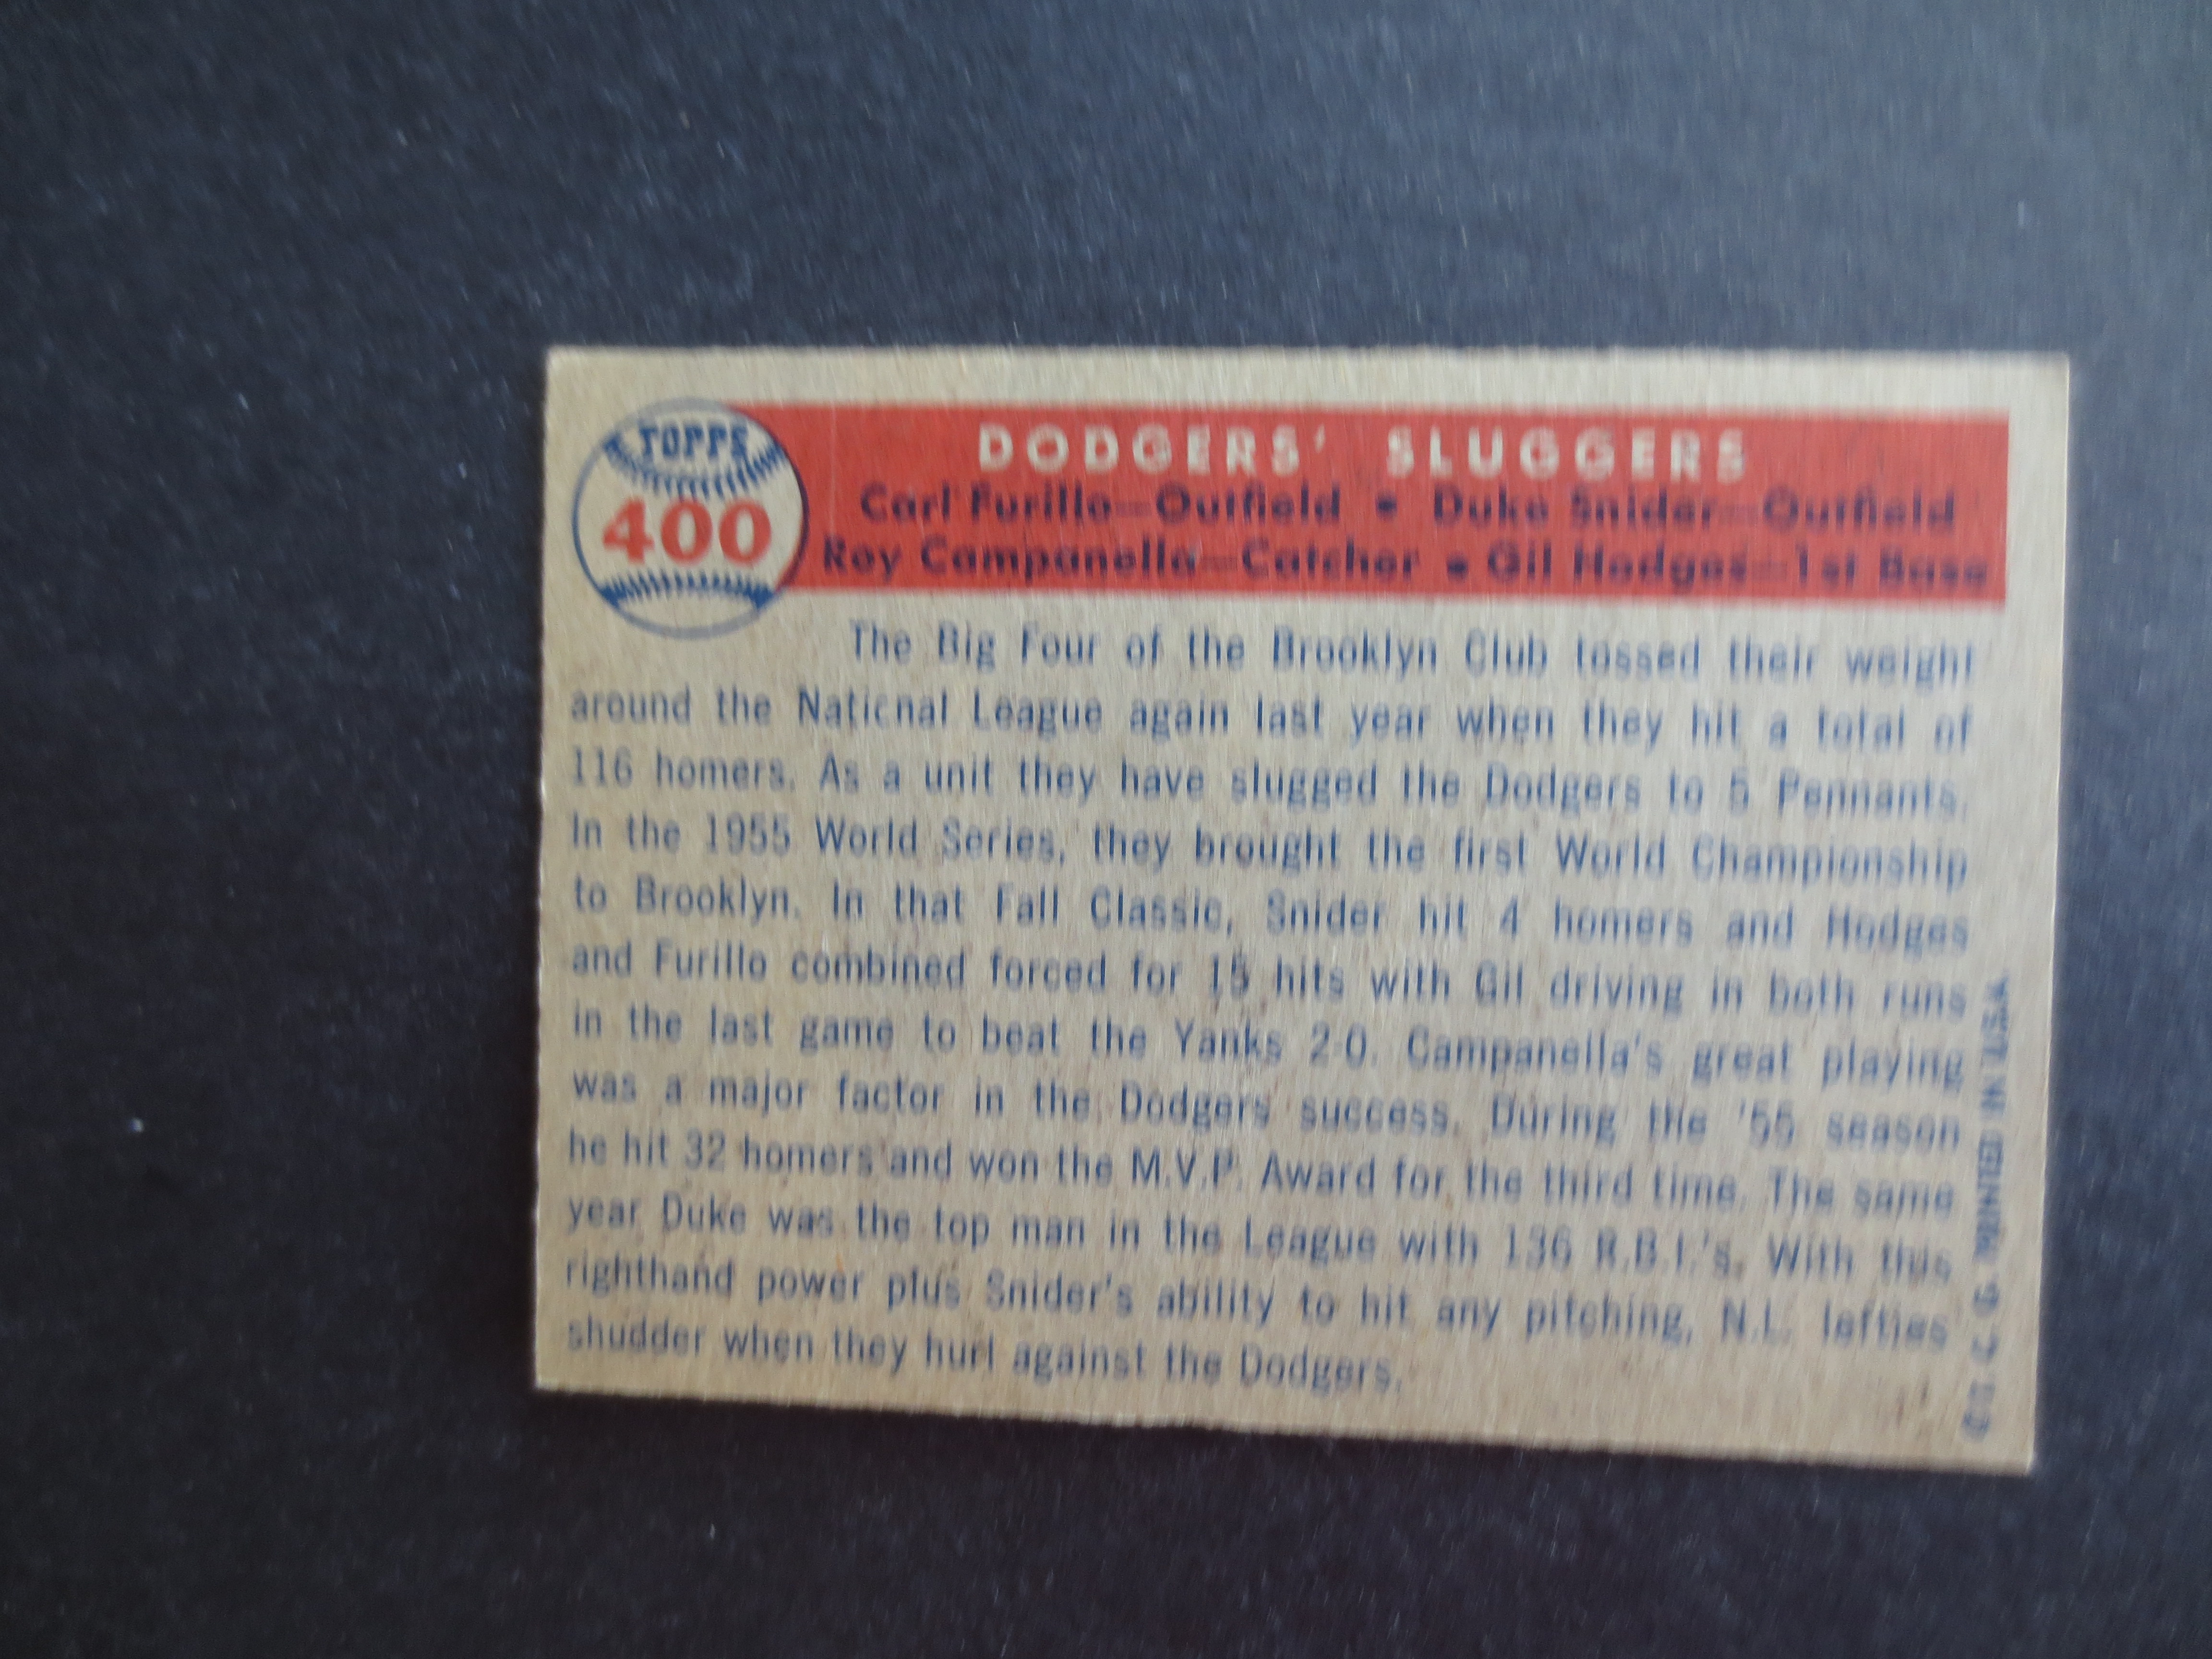 TOPPS
400
DODGERS' SLUGGERS
Carl Furillo—Outfield • Duke Snider—Outfield
Roy Campanella—Catcher • Gil Hodges—1st Base
The Big Four of the Brooklyn Club tossed their weight
around the National League again last year when they hit a total of
116 homers. As a unit they have slugged the Dodgers to 5 Pennants.
In the 1955 World Series, they brought the first World Championship
to Brooklyn. In that Fall Classic, Snider hit 4 homers and Hodges
and Furillo combined forced for 15 hits with Gil driving in both runs
in the last game to beat the Yanks 2-0. Campanella's great playing
was a major factor in the Dodgers success. During the '55 season
he hit 32 homers and won the M.V.P. Award for the third time. The same
year Duke was the top man in the League with 136 R.B.I.'s. With this
righthand power plus Snider's ability to hit any pitching, N.L. lefties
shudder when they hurl against the Dodgers.
T.C.G. PRINTED IN U.S.A.